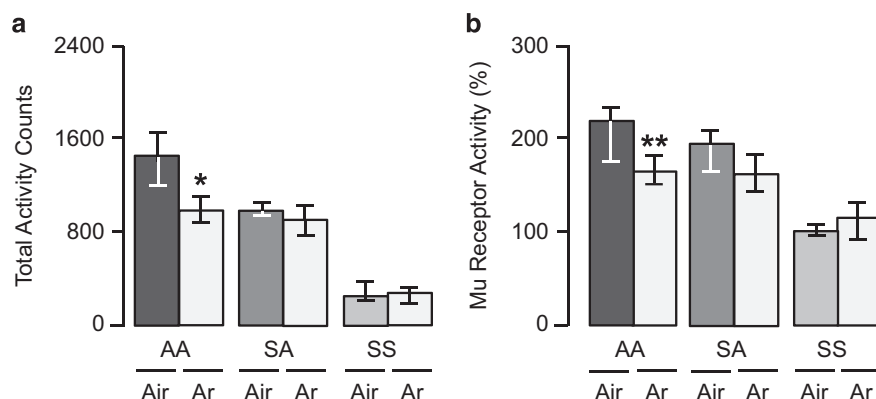 a
Total Activity Counts
2400
1600
800
0
*
AA SA SS
Air Ar Air Ar Air Ar
b
Mu Receptor Activity (%)
300
200
100
0
**
AA SA SS
Air Ar Air Ar Air Ar